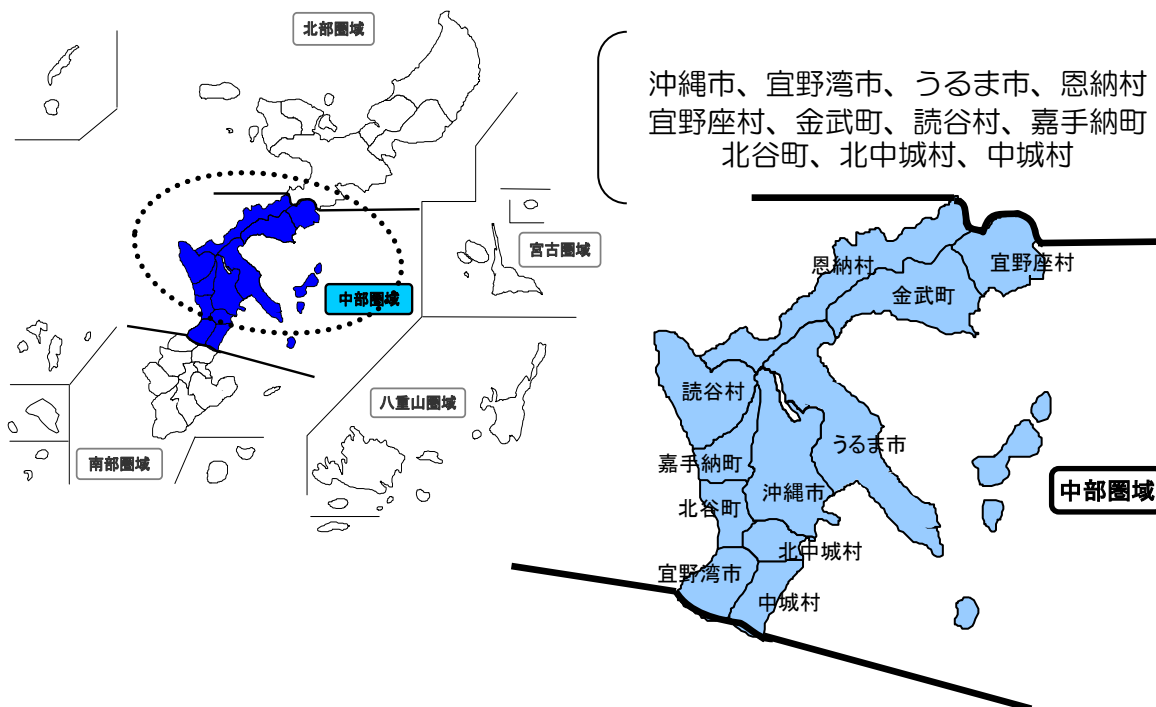 北部圏域
沖縄市、宜野湾市、うるま市、恩納村
宜野座村、金武町、読谷村、嘉手納町
北谷町、北中城村、中城村
宮古圏域
中部圏域
八重山圏域
南部圏域
恩納村
宜野座村
金武町
読谷村
うるま市
嘉手納町
沖縄市
中部圏域
北谷町
北中城村
宜野湾市
中城村